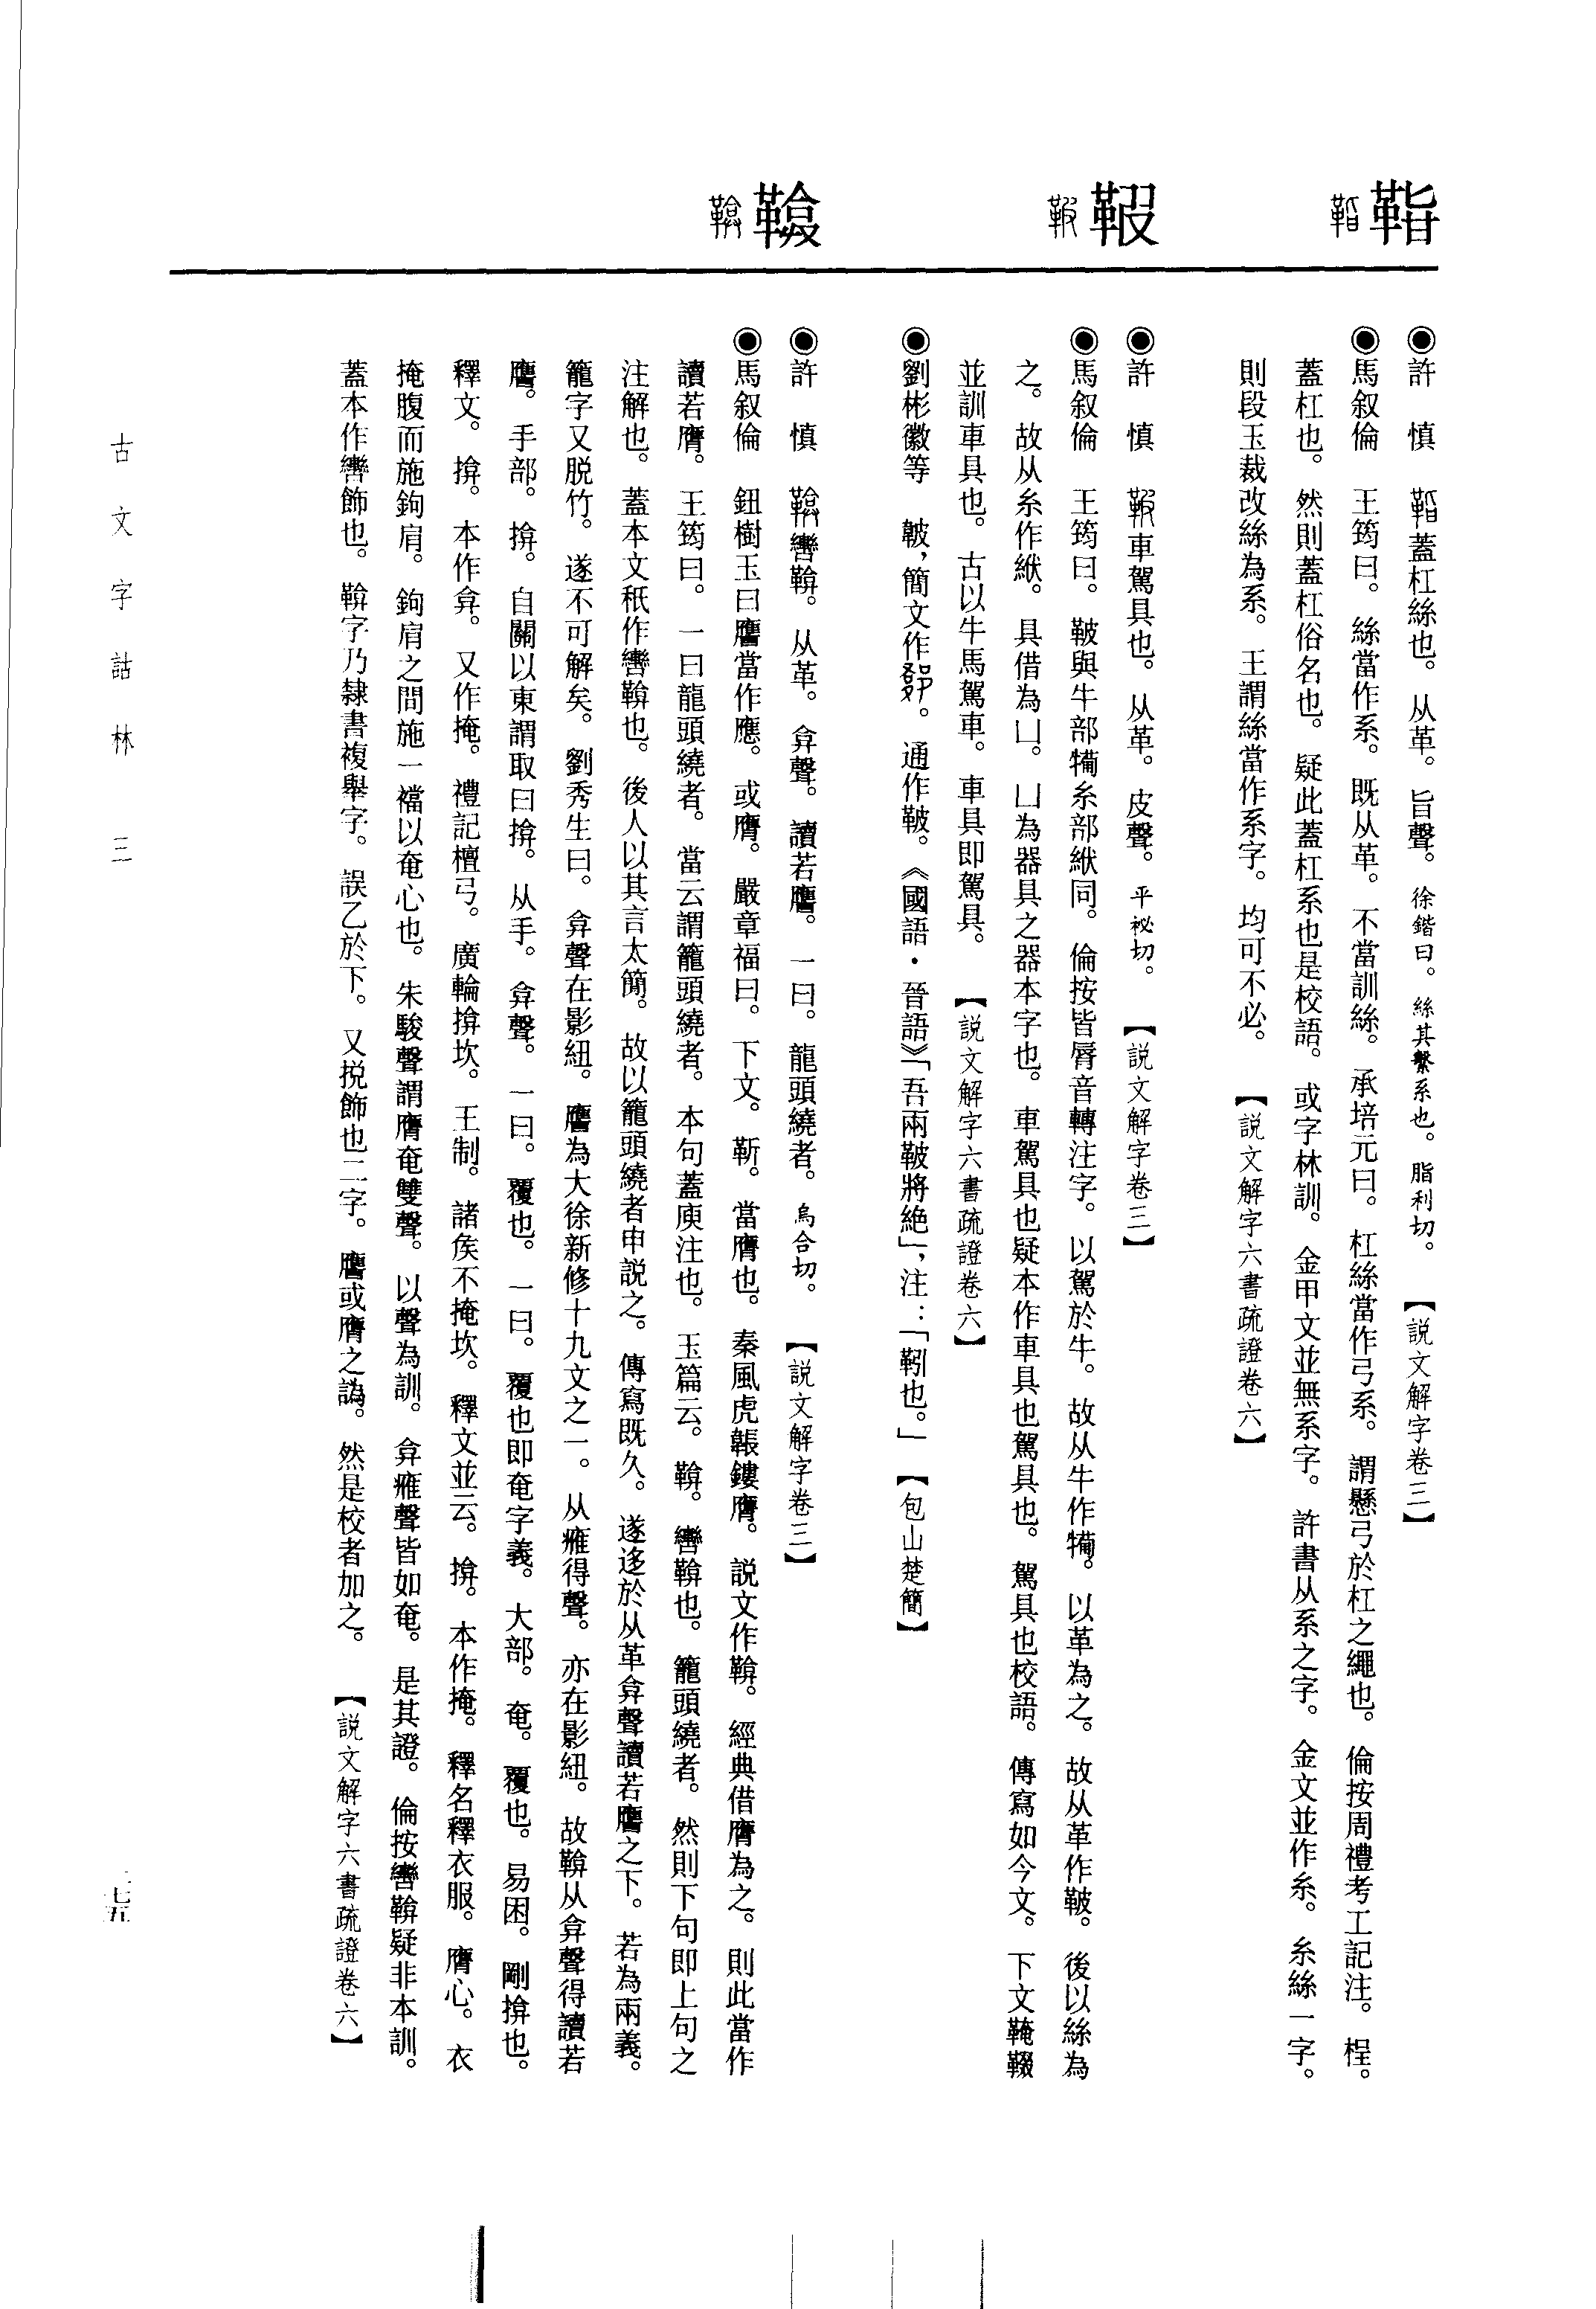 鞊
●許　慎　蓋杠絲也。从革。旨聲。徐鍇曰。絲其繫系也。脂利切。【説文解字卷三】
●馬叙倫　王筠曰。絲當作系。既从革。不當訓絲。承培元曰。杠絲當作弓系。謂懸弓於杠之繩也。倫按周禮考工記注。桯。
蓋杠也。然則蓋杠俗名也。疑此蓋杠系也是校語。或字林訓。金甲文並無系字。許書从系之字。金文並作糸。糸絲一字。
則段玉裁改絲為系。王謂絲當作系字。均可不必。【説文解字六書疏證卷六】
鞁
●許　慎　車駕具也。从革。皮聲。平祕切。【説文解字卷三】
●馬叙倫　王筠曰。鞁與牛部犕糸部紴同。倫按皆脣音轉注字。以駕於牛。故从牛作犕。以革為之。故从革作鞁。後以絲為
之。故从糸作紴。具借為凵。凵為器具之器本字也。車駕具也疑本作車具也駕具也。駕具也校語。傳寫如今文。下文鞥䩭
並訓車具也。古以牛馬駕車。車具即駕具。【説文解字六書疏證卷六】
●劉彬徽等　鞁，簡文作。通作鞁。《國語·晉語》「吾兩鞁將絶」，注：「靷也。」【包山楚簡】
鞥
●許　慎　轡鞥。从革。弇聲。讀若譍。一曰。龍頭繞者。烏合切。【説文解字卷三】
●馬叙倫　鈕樹玉曰譍當作應。或膺。嚴章福曰。下文。靳。當膺也。秦風虎韔鏤膺。説文作鞥。經典借膺為之。則此當作
讀若膺。王筠曰。一曰龍頭繞者。當云謂籠頭繞者。本句蓋庾注也。玉篇云。鞥。轡鞥也。籠頭繞者。然則下句即上句之
注解也。蓋本文秖作轡鞥也。後人以其言太簡。故以籠頭繞者申説之。傳寫既久。遂迻於从革弇聲讀若譍之下。若為兩義。
籠字又脱竹。遂不可解矣。劉秀生曰。弇聲在影紐。譍為大徐新修十九文之一。从䧹得聲。亦在影紐。故鞥从弇聲得讀若
譍。手部。揜。自關以東謂取曰揜。从手。弇聲。一曰。覆也。一曰。覆也即奄字義。大部。奄。覆也。易困。剛揜也。
釋文。揜。本作弇。又作掩。禮記檀弓。廣輪揜坎。王制。諸矦不掩坎。釋文並云。揜。本作掩。釋名釋衣服。膺心。衣
掩腹而施鉤肩。鉤肩之間施一襠以奄心也。朱駿聲謂膺奄雙聲。以聲為訓。弇䧹聲皆如奄。是其證。倫按轡鞥疑非本訓。
蓋本作轡飾也。鞥字乃隸書複舉字。誤乙於下。又挩飾也二字。譍或膺之譌。然是校者加之。【説文解字六書疏證卷六】
古文字詁林　三
七五